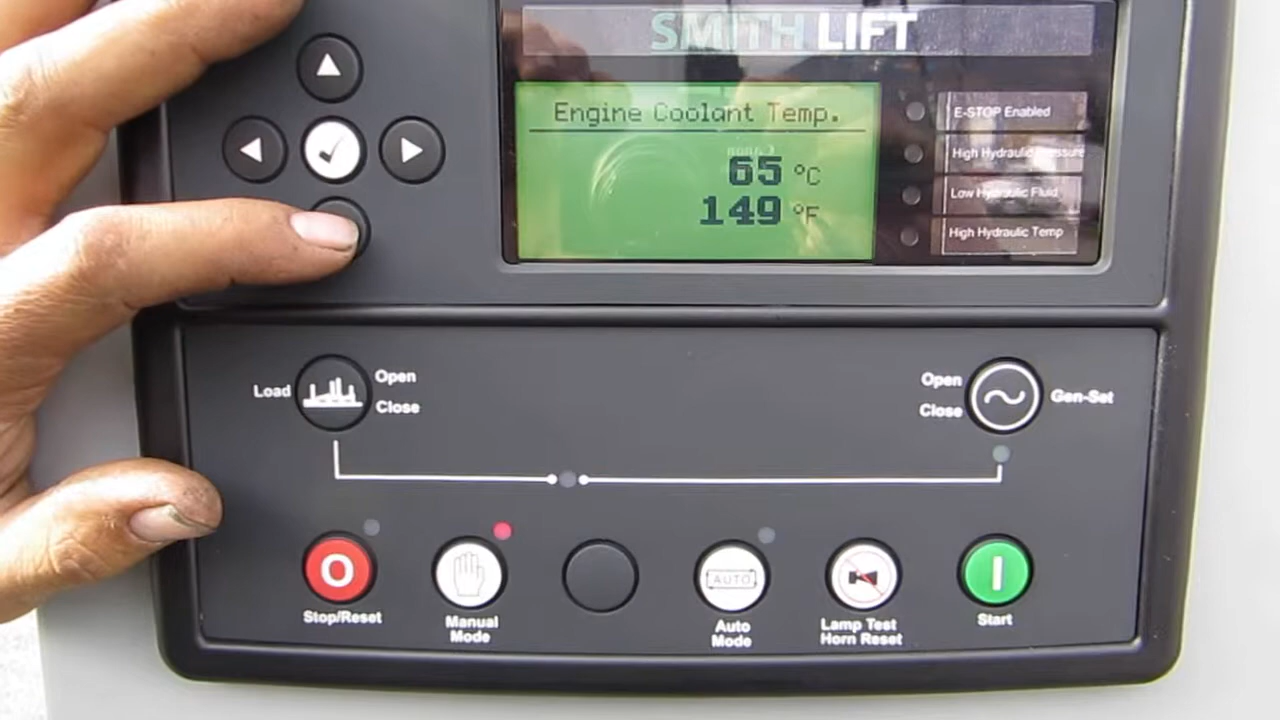 SMITH LIFT
Engine Coolant Temp.
65 °C
149 °F
E-STOP Enabled
High Hydraulic Pressure
Low Hydraulic Fluid
High Hydraulic Temp
Load
Open
Close
Open
Close
Gen-Set
O
Stop/Reset
Manual
Mode
AUTO
Auto
Mode
Lamp Test
Horn Reset
I
Start